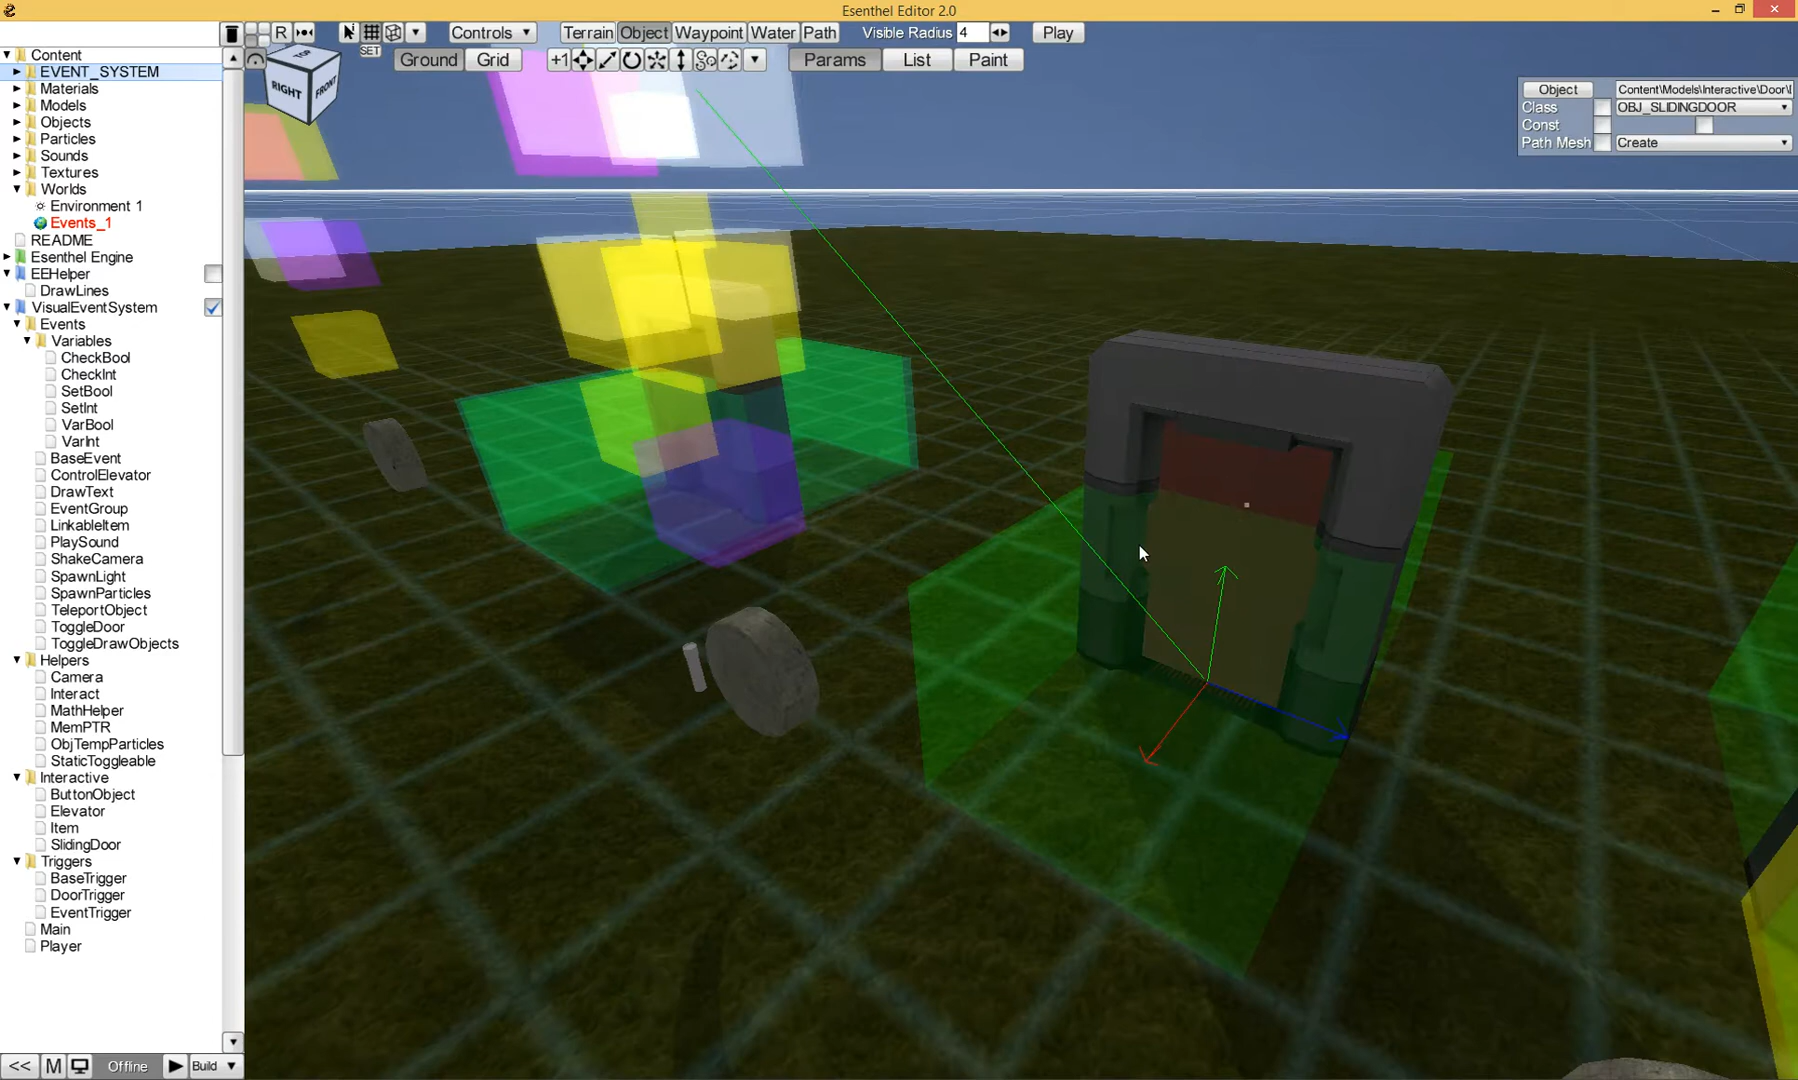 Esenthel Editor 2.0
R
Controls
Terrain
Object
Waypoint
Water
Path
Visible Radius
4
Play
SET
Ground
Grid
+1
Params
List
Paint
TOP
RIGHT
FRONT
Object
Content\Models\Interactive\Door\
Class
OBJ_SLIDINGDOOR
Const
Path Mesh
Create
Content
EVENT_SYSTEM
Materials
Models
Objects
Particles
Sounds
Textures
Worlds
Environment 1
Events_1
README
Esenthel Engine
EEHelper
DrawLines
VisualEventSystem
Events
Variables
CheckBool
CheckInt
SetBool
SetInt
VarBool
VarInt
BaseEvent
ControlElevator
DrawText
EventGroup
LinkableItem
PlaySound
ShakeCamera
SpawnLight
SpawnParticles
TeleportObject
ToggleDoor
ToggleDrawObjects
Helpers
Camera
Interact
MathHelper
MemPTR
ObjTempParticles
StaticToggleable
Interactive
ButtonObject
Elevator
Item
SlidingDoor
Triggers
BaseTrigger
DoorTrigger
EventTrigger
Main
Player
<<
M
Offline
Build